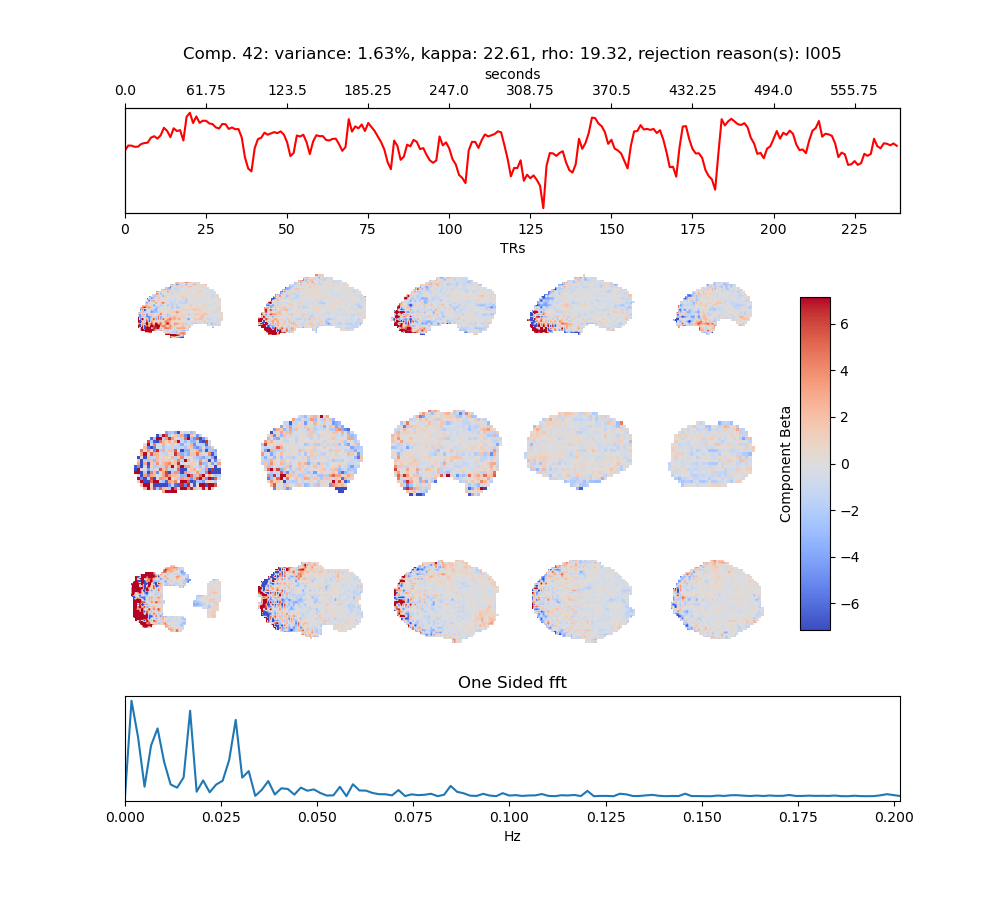 Comp. 42: variance: 1.63%, kappa: 22.61, rho: 19.32, rejection reason(s): I005
seconds
0.0 61.75 123.5 185.25 247.0 308.75 370.5 432.25 494.0 555.75
0 25 50 75 100 125 150 175 200 225
TRs
6
4
2
0
−2
−4
−6
Component Beta
One Sided fft
0.000 0.025 0.050 0.075 0.100 0.125 0.150 0.175 0.200
Hz